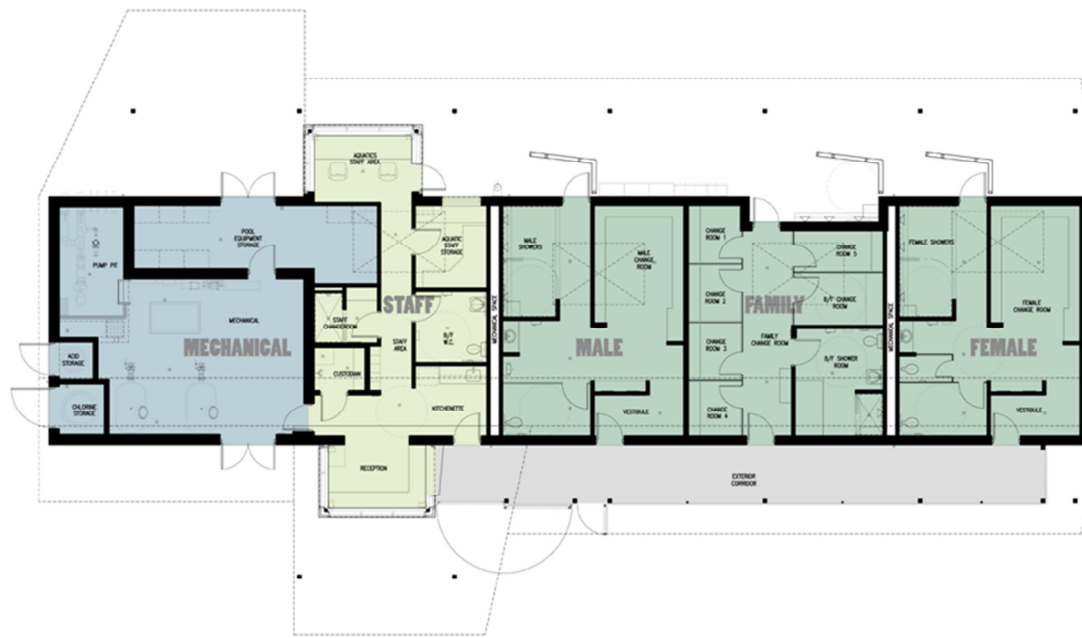 AQUATICS
STAFF AREA
POOL
EQUIPMENT
STORAGE
PUMP PIT
MECHANICAL
MECHANICAL
ACID
STORAGE
CHLORINE
STORAGE
AQUATIC
STAFF
STORAGE
STAFF
STAFF
CHANGEROOM
STAFF
AREA
B/F
W.C.
CUSTODIAN
KITCHENETTE
RECEPTION
MECHANICAL SPACE
MALE
SHOWERS
MALE
CHANGE
ROOM
MALE
VESTIBULE
CHANGE
ROOM 1
CHANGE
ROOM 2
CHANGE
ROOM 3
CHANGE
ROOM 4
CHANGE
ROOM 5
FAMILY
B/F CHANGE ROOM
FAMILY
CHANGE ROOM
B/F SHOWER
ROOM
MECHANICAL SPACE
FEMALE SHOWERS
FEMALE
CHANGE ROOM
FEMALE
VESTIBULE
EXTERIOR
CORRIDOR